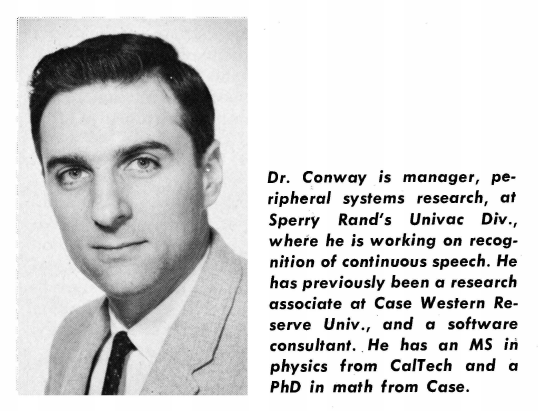 Dr. Conway is manager, pe-
ripheral systems research, at
Sperry Rand's Univac Div.,
where he is working on recog-
nition of continuous speech. He
has previously been a research
associate at Case Western Re-
serve Univ., and a software
consultant. He has an MS in
physics from CalTech and a
PhD in math from Case.